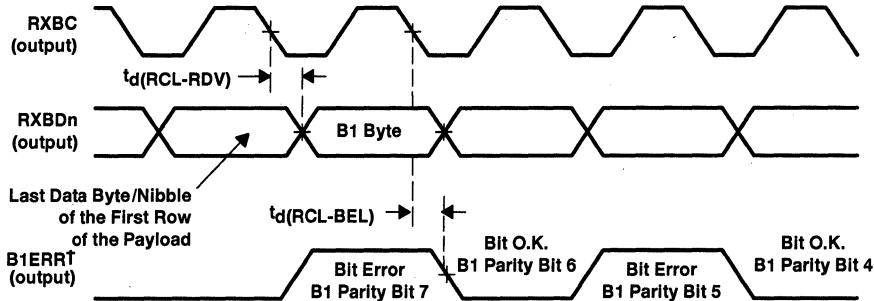 RXBC
(output)
td(RCL-RDV)
RXBDn
(output)
B1 Byte
Last Data Byte/Nibble
of the First Row
of the Payload
td(RCL-BEL)
B1ERR†
(output)
Bit Error
B1 Parity Bit 7
Bit O.K.
B1 Parity Bit 6
Bit Error
B1 Parity Bit 5
Bit O.K.
B1 Parity Bit 4